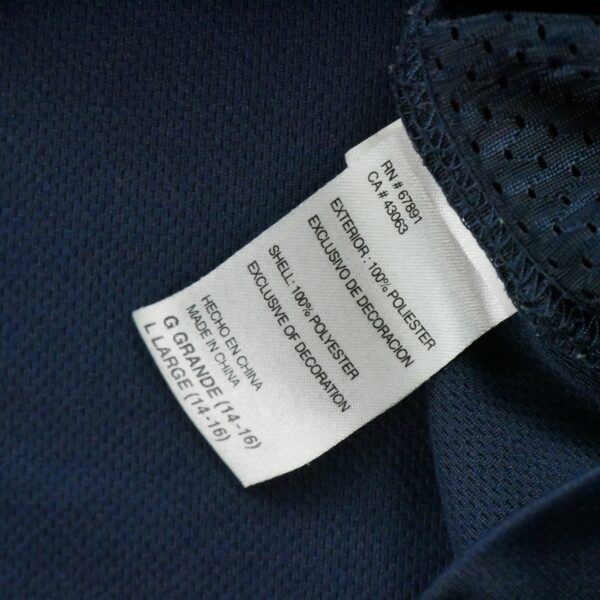 RN # 67891
CA # 43063
EXTERIOR : 100% POLIESTER
EXCLUSIVO DE DECORACION
SHELL: 100% POLYESTER
EXCLUSIVE OF DECORATION
HECHO EN CHINA
MADE IN CHINA
G GRANDE (14-16)
L LARGE (14-16)